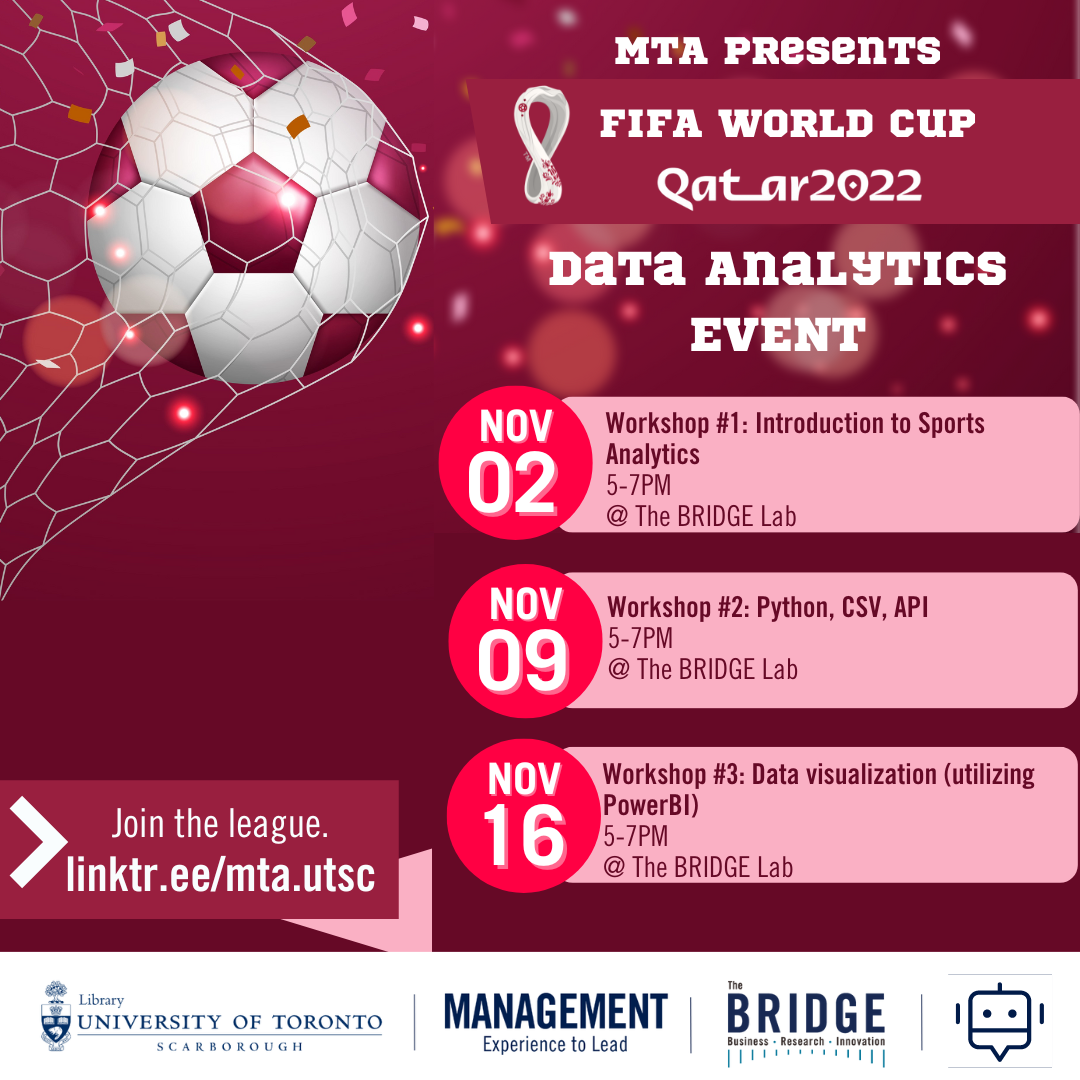 MTA PRESENTS
FIFA WORLD CUP
Qatar2022
DATA ANALYTICS
EVENT
NOV
02
Workshop #1: Introduction to Sports
Analytics
5-7PM
@ The BRIDGE Lab
NOV
09
Workshop #2: Python, CSV, API
5-7PM
@ The BRIDGE Lab
NOV
16
Workshop #3: Data visualization (utilizing
PowerBI)
5-7PM
@ The BRIDGE Lab
Join the league.
linktr.ee/mta.utsc
Library
UNIVERSITY OF TORONTO
SCARBOROUGH
MANAGEMENT
Experience to Lead
The
BRIDGE
Business · Research · Innovation